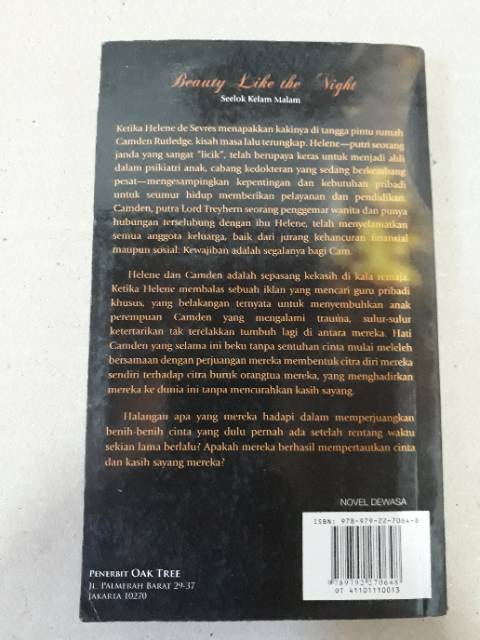 Beauty Like the Night
Seelok Kelam Malam
Ketika Helene de Sevres menapakkan kakinya di tangga pintu rumah
Camden Rutledge, kisah masa lalu terungkap. Helene—putri seorang
janda yang sangat "licik", telah berupaya keras untuk menjadi ahli
dalam psikiatri anak, cabang kedokteran yang sedang berkembang
pesat—mengesampingkan kepentingan dan kebutuhan pribadi
untuk seumur hidup memberikan pelayanan dan pendidikan.
Camden, putra Lord Treyhern seorang penggemar wanita dan punya
hubungan terselubung dengan ibu Helene, telah menyelamatkan
semua anggota keluarga, baik dari jurang kehancuran finansial
maupun sosial. Kewajiban adalah segalanya bagi Cam.
Helene dan Camden adalah sepasang kekasih di kala remaja.
Ketika Helene membalas sebuah iklan yang mencari guru pribadi
khusus, yang belakangan ternyata untuk menyembuhkan anak
perempuan Camden yang mengalami trauma, sulur-sulur
ketertarikan tak terelakkan tumbuh lagi di antara mereka. Hati
Camden yang selama ini beku tanpa sentuhan cinta mulai meleleh
bersamaan dengan perjuangan mereka membentuk citra diri mereka
sendiri terhadap citra buruk orangtua mereka, yang menghadirkan
mereka ke dunia ini tanpa mencurahkan kasih sayang.
Halangan apa yang mereka hadapi dalam memperjuangkan
benih-benih cinta yang dulu pernah ada setelah rentang waktu
sekian lama berlalu? Apakah mereka berhasil mempertautkan cinta
dan kasih sayang mereka?
NOVEL DEWASA
ISBN: 978-979-22-7064-8
9789792270648
GT 41101110013
PENERBIT OAK TREE
JL. PALMERAH BARAT 29-37
JAKARTA 10270